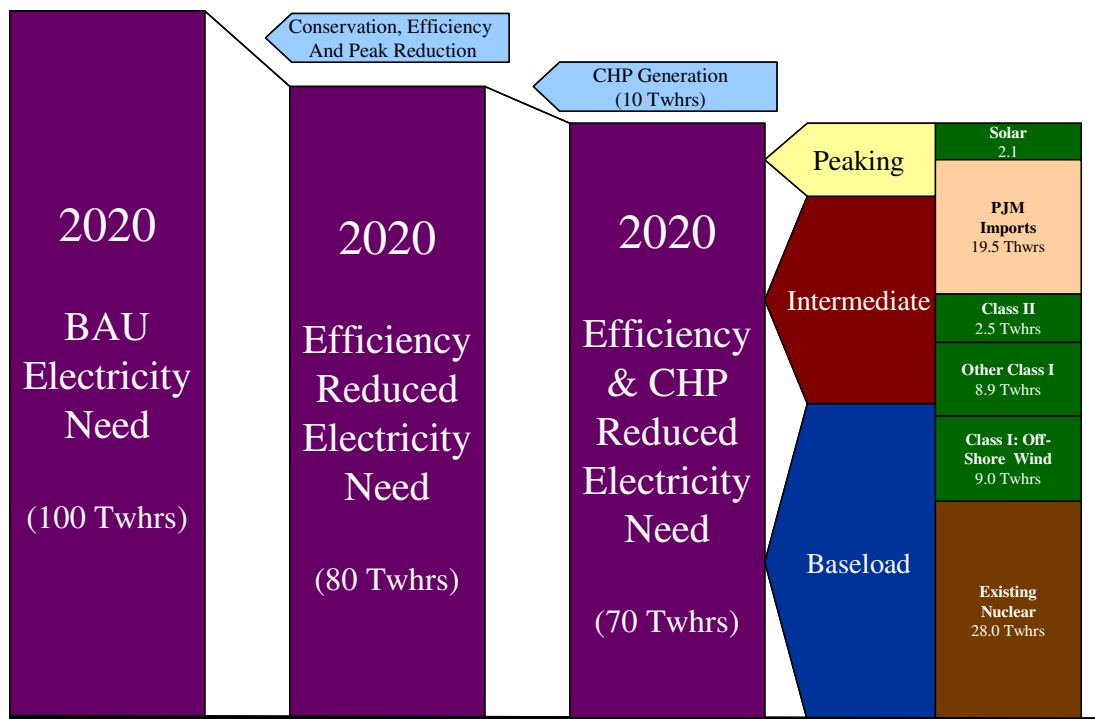 Conservation, Efficiency
And Peak Reduction
CHP Generation
(10 Twhrs)
2020
BAU
Electricity
Need
(100 Twhrs)
2020
Efficiency
Reduced
Electricity
Need
(80 Twhrs)
2020
Efficiency
& CHP
Reduced
Electricity
Need
(70 Twhrs)
Peaking
Intermediate
Baseload
Solar
2.1
PJM
Imports
19.5 Thwrs
Class II
2.5 Twhrs
Other Class I
8.9 Twhrs
Class I: Off-
Shore Wind
9.0 Twhrs
Existing
Nuclear
28.0 Twhrs